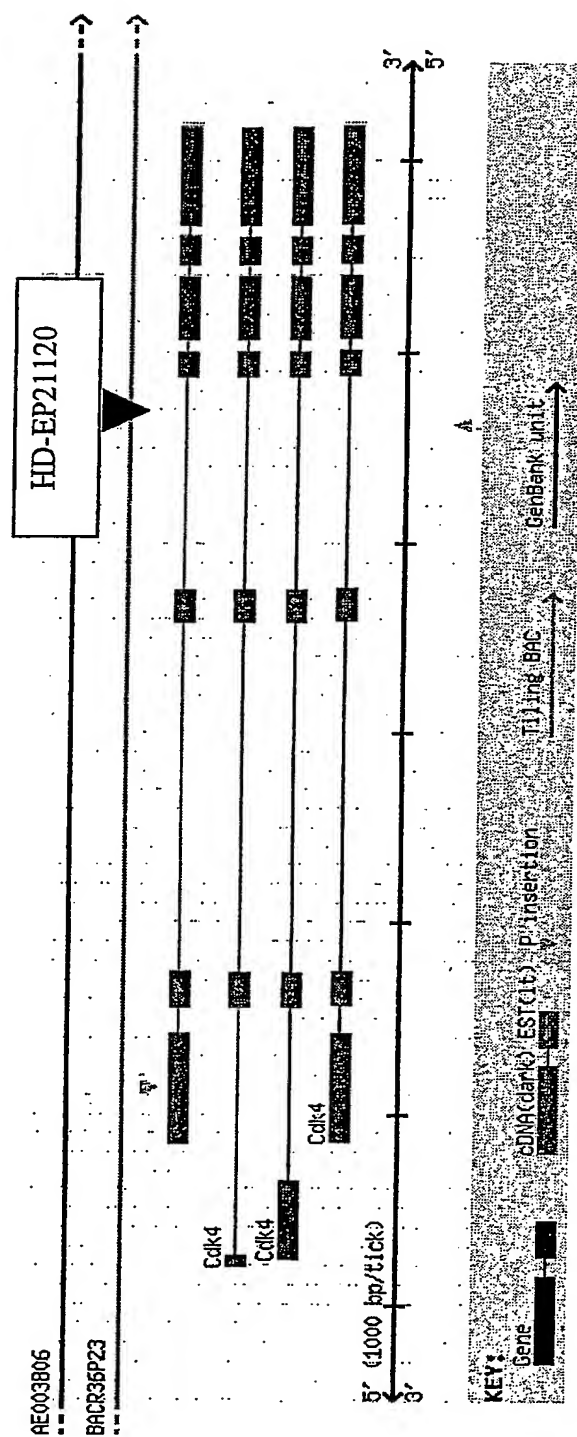 AE003806
BACR36P23
HD-EP21120
Cdk4
Cdk4
Cdk4
5' (1000 bp/tick) 3'
3' 5'
KEY:
Gene cDNA(dark) EST(lt) P insertion Tiling BAC GenBank unit